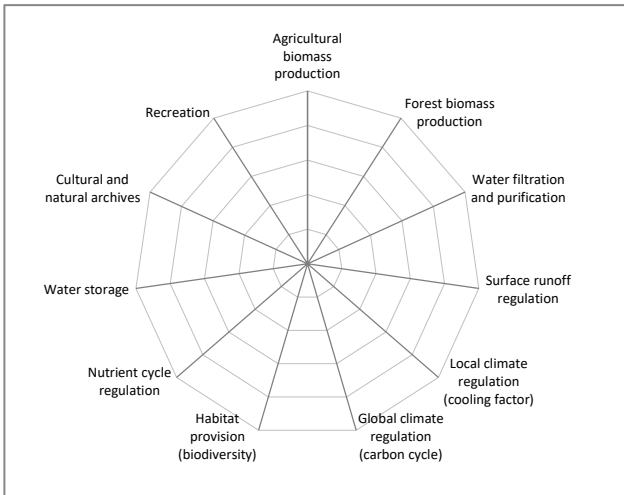 Agricultural
biomass
production
Forest biomass
production
Water filtration
and purification
Surface runoff
regulation
Local climate
regulation
(cooling factor)
Global climate
regulation
(carbon cycle)
Habitat
provision
(biodiversity)
Nutrient cycle
regulation
Water storage
Cultural and
natural archives
Recreation